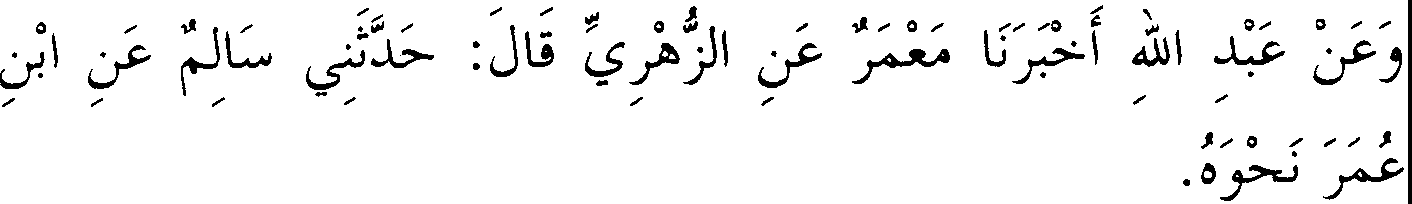 وَعَنْ عَبْدِ اللهِ أَخْبَرَنَا مَعْمَرٌ عَنِ الزُّهْرِيِّ قَالَ: حَدَّثَنِي سَالِمٌ عَنِ ابْنِ
عُمَرَ نَحْوَهُ.